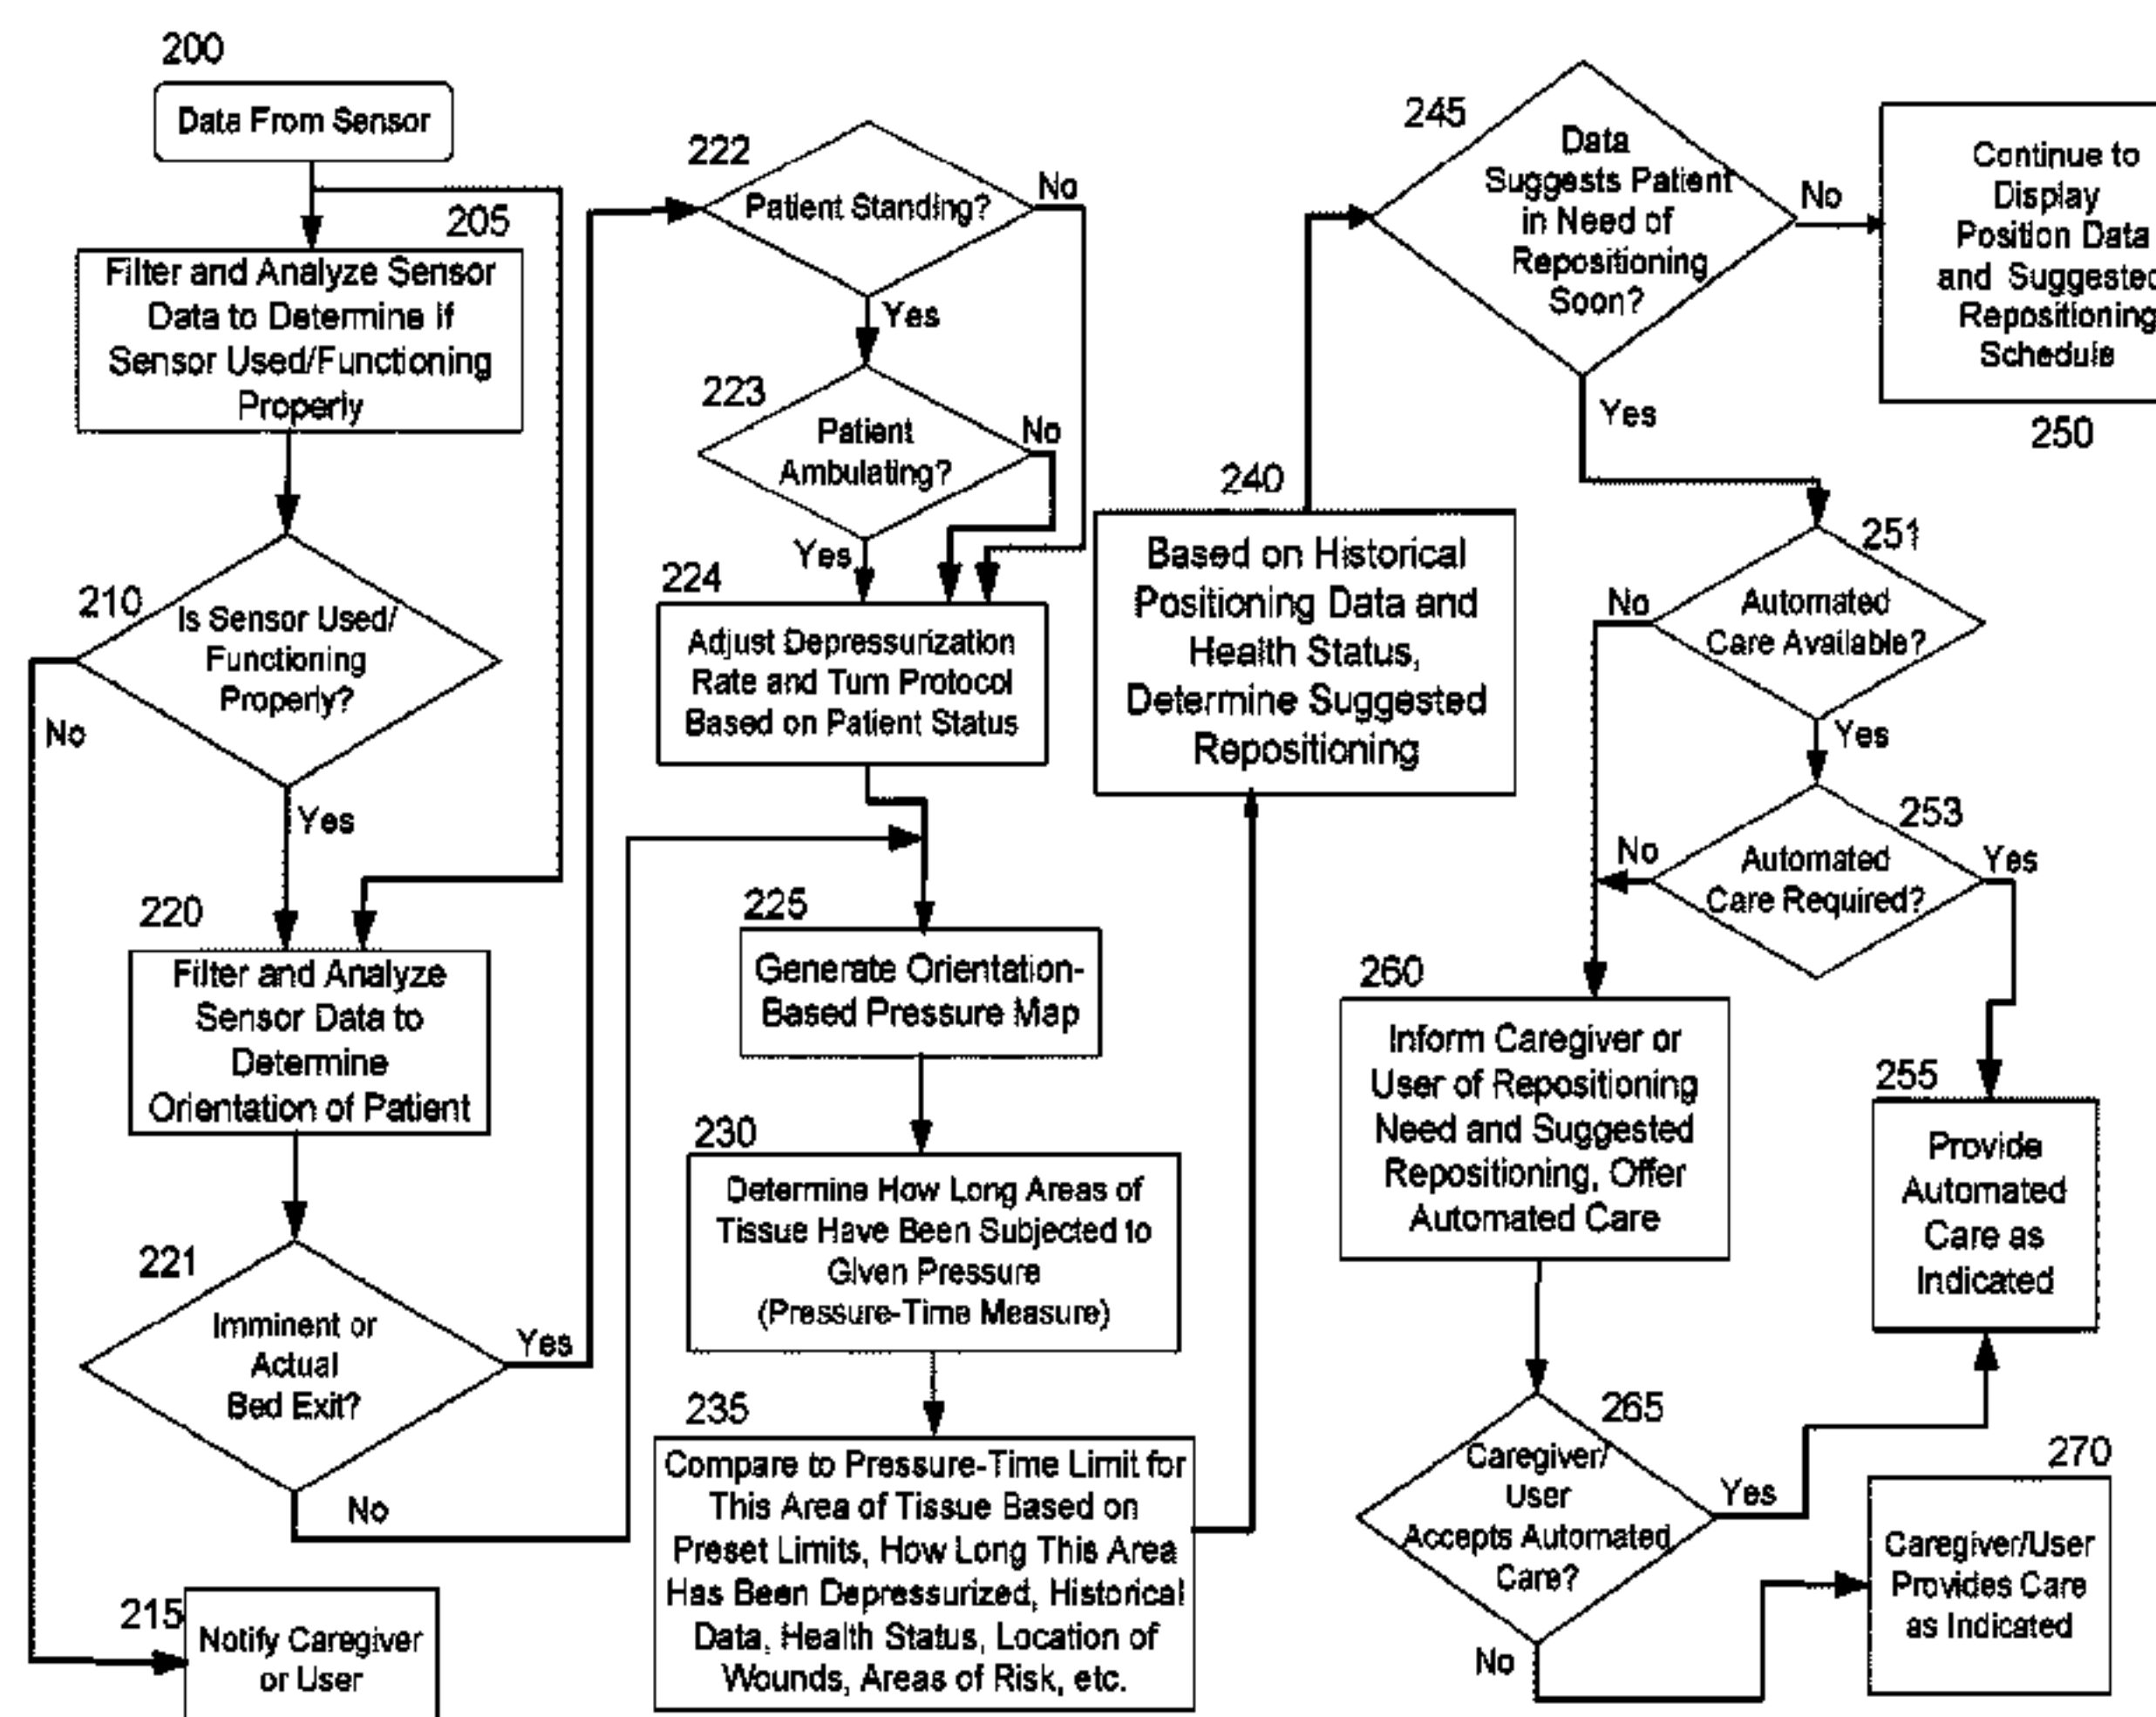 200
Data From Sensor
205
Filter and Analyze Sensor
Data to Determine If
Sensor Used/Functioning
Properly
210
Is Sensor Used/
Functioning
Properly?
No
Yes
220
Filter and Analyze
Sensor Data to
Determine
Orientation of Patient
221
Imminent or
Actual
Bed Exit?
Yes
No
215
Notify Caregiver
or User
222
Patient Standing?
No
Yes
223
Patient
Ambulating?
No
Yes
224
Adjust Depressurization
Rate and Turn Protocol
Based on Patient Status
225
Generate Orientation-
Based Pressure Map
230
Determine How Long Areas of
Tissue Have Been Subjected to
Given Pressure
(Pressure-Time Measure)
235
Compare to Pressure-Time Limit for
This Area of Tissue Based on
Preset Limits, How Long This Area
Has Been Depressurized, Historical
Data, Health Status, Location of
Wounds, Areas of Risk, etc.
240
Based on Historical
Positioning Data and
Health Status,
Determine Suggested
Repositioning
245
Data
Suggests Patient
in Need of
Repositioning
Soon?
No
Yes
Continue to
Display
Position Data
and Suggested
Repositioning
Schedule
250
251
Automated
Care Available?
No
Yes
253
Automated
Care Required?
No
Yes
260
Inform Caregiver or
User of Repositioning
Need and Suggested
Repositioning, Offer
Automated Care
255
Provide
Automated
Care as
Indicated
265
Caregiver/
User
Accepts Automated
Care?
Yes
No
270
Caregiver/User
Provides Care
as Indicated